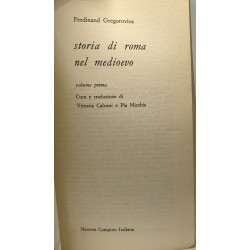 Ferdinand Gregorovius
storia di roma
nel medioevo
volume primo
Cura e traduzione di
Vittoria Calvani e Pia Micchia
Newton Compton Italiana